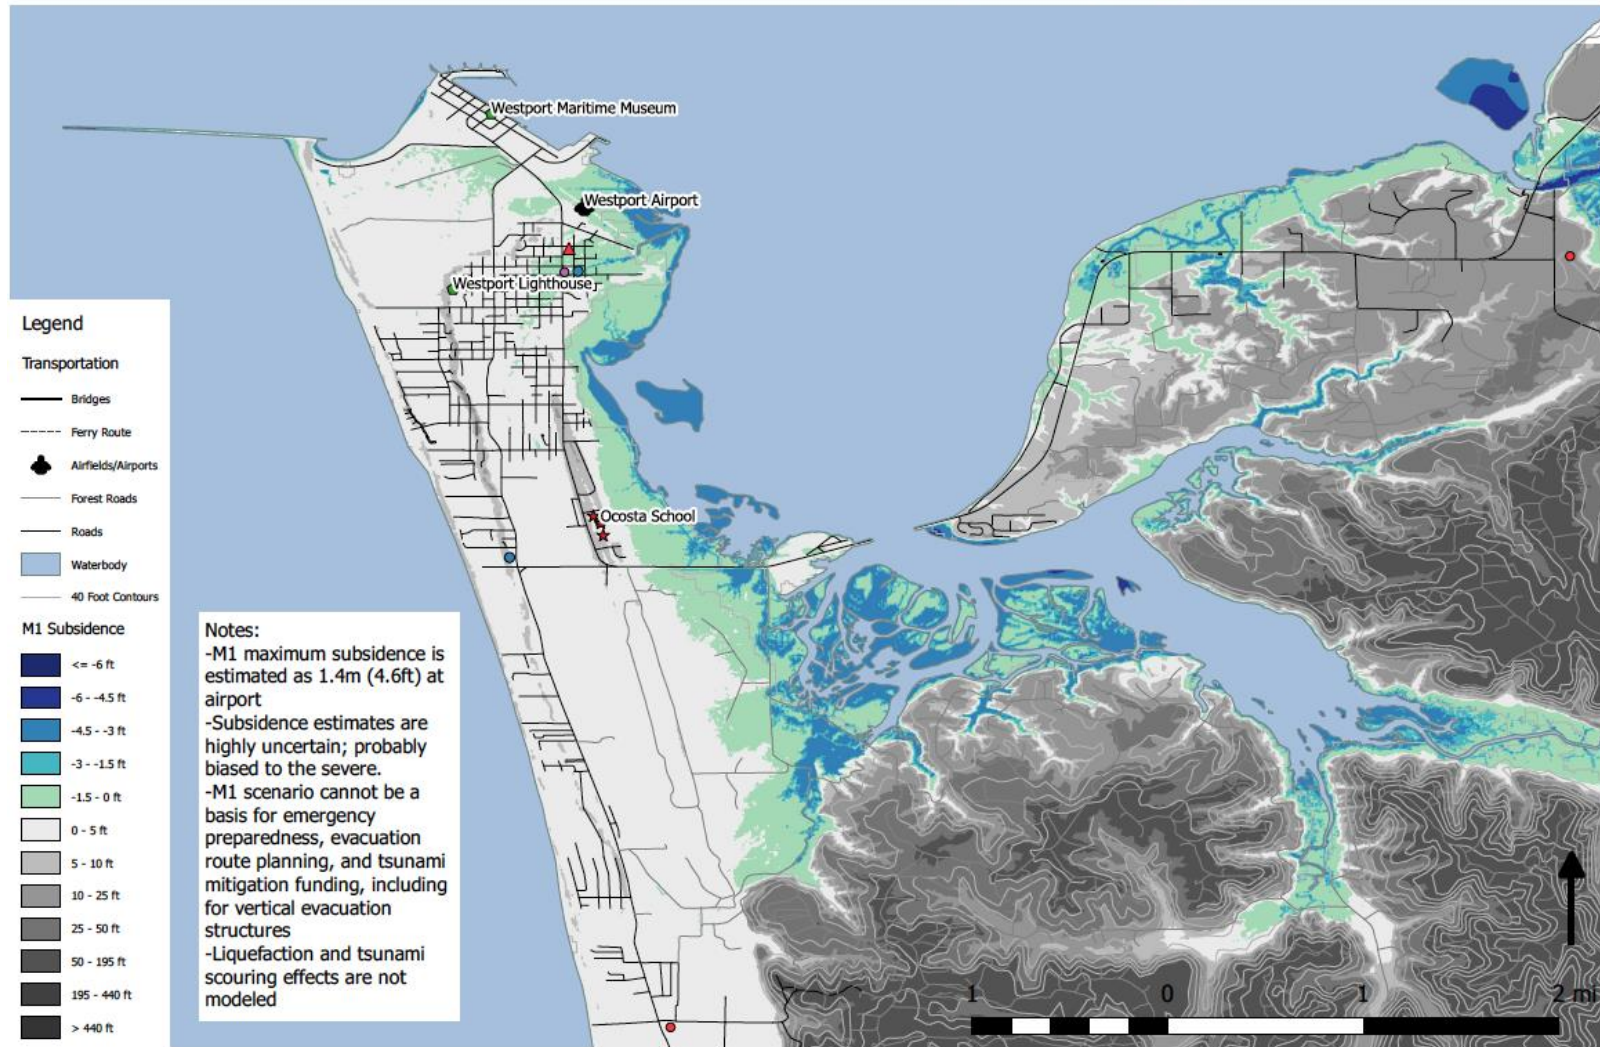 Westport Maritime Museum
Westport Airport
Westport Lighthouse
Ocosta School
Legend
Transportation
Bridges
Ferry Route
Airfields/Airports
Forest Roads
Roads
Waterbody
40 Foot Contours
M1 Subsidence
<= -6 ft
-6 - -4.5 ft
-4.5 - -3 ft
-3 - -1.5 ft
-1.5 - 0 ft
0 - 5 ft
5 - 10 ft
10 - 25 ft
25 - 50 ft
50 - 195 ft
195 - 440 ft
> 440 ft
Notes:
-M1 maximum subsidence is
estimated as 1.4m (4.6ft) at
airport
-Subsidence estimates are
highly uncertain; probably
biased to the severe.
-M1 scenario cannot be a
basis for emergency
preparedness, evacuation
route planning, and tsunami
mitigation funding, including
for vertical evacuation
structures
-Liquefaction and tsunami
scouring effects are not
modeled
1 0 1 2 mi